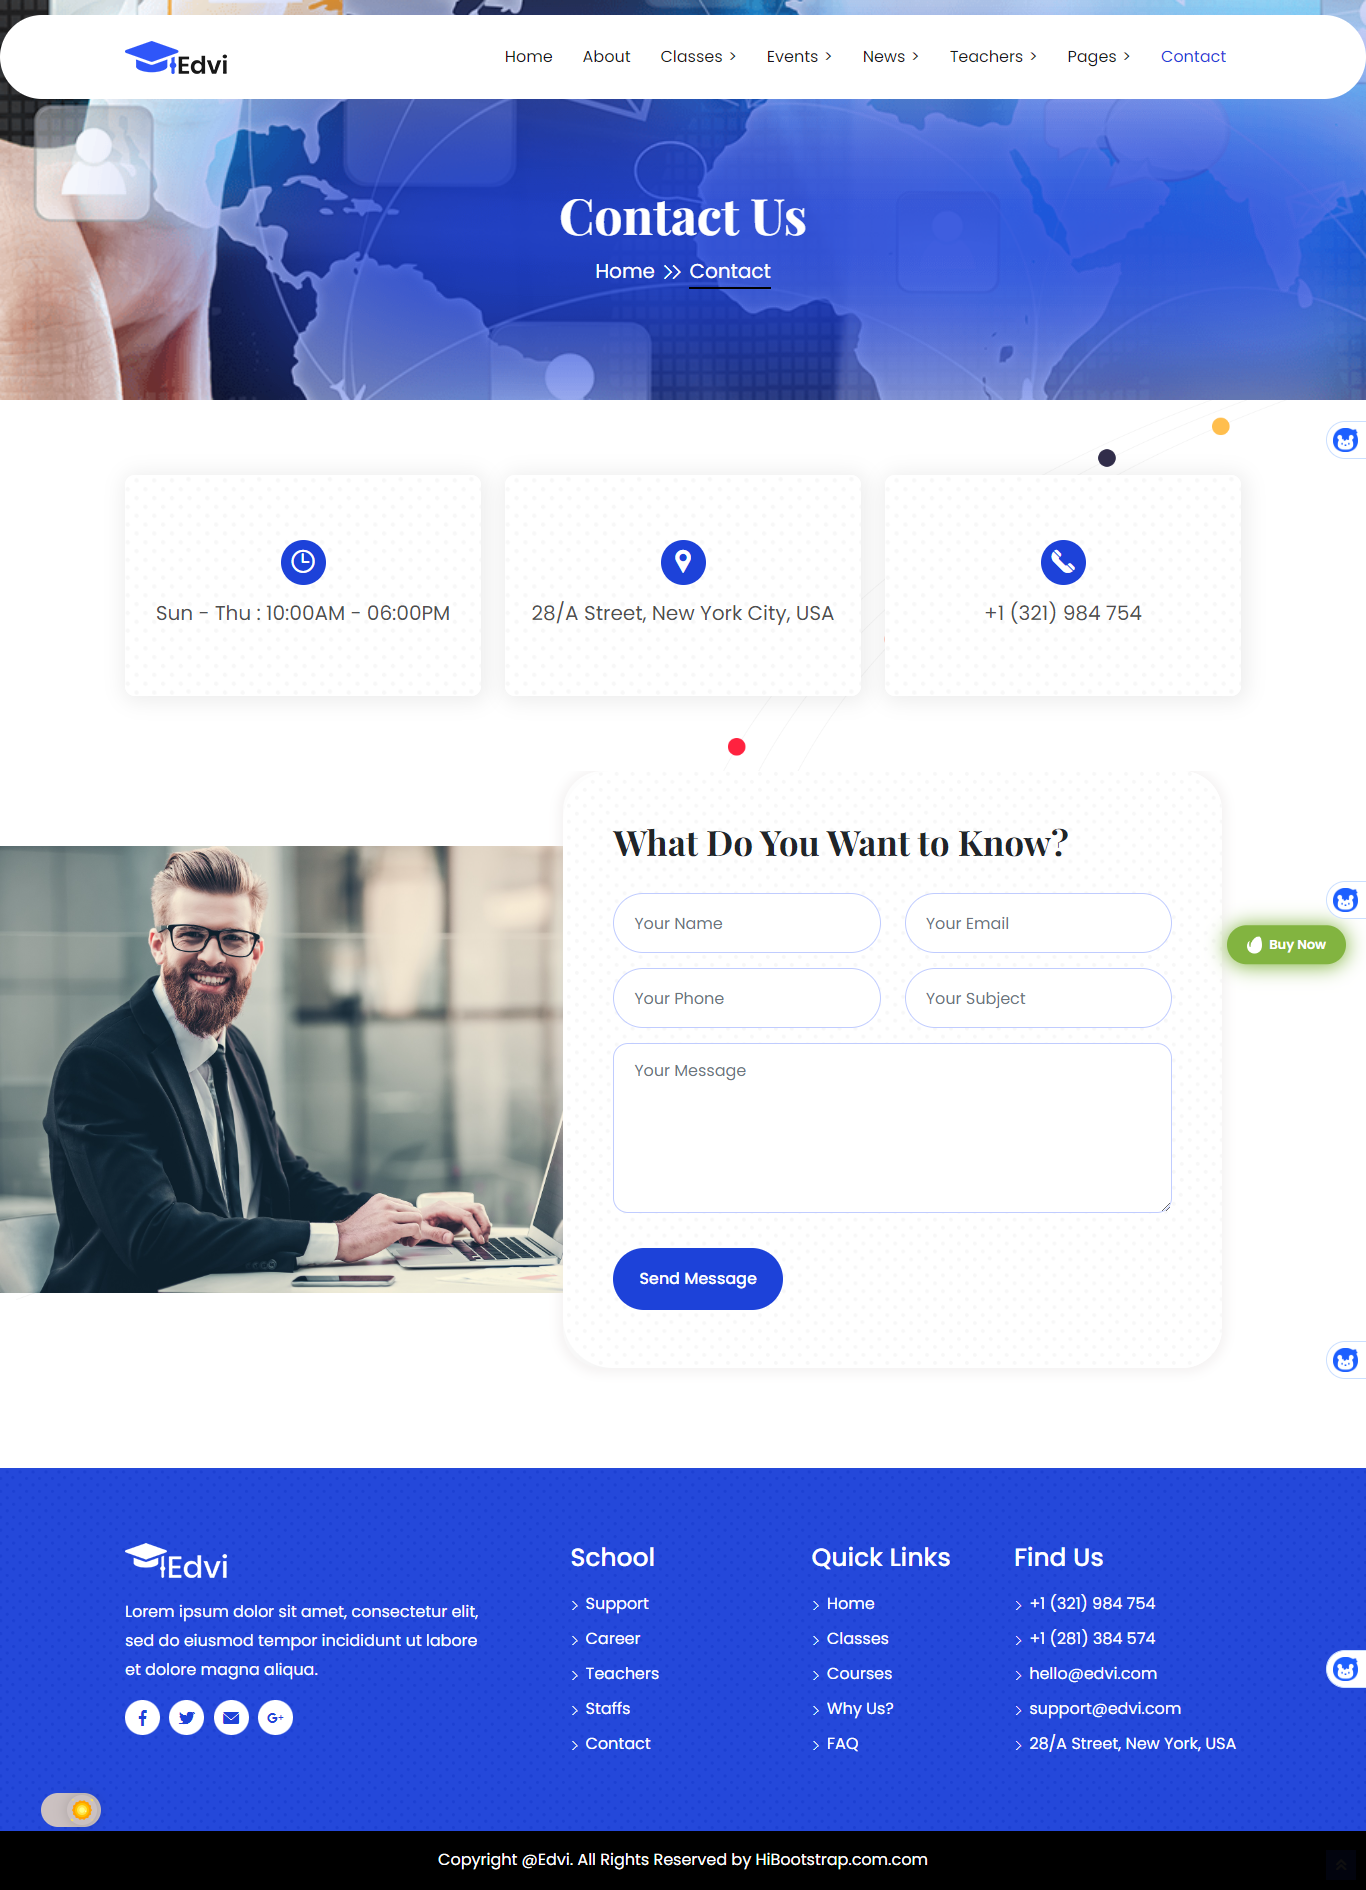 Edvi
Home About Classes > Events > News > Teachers > Pages > Contact
Contact Us
Home >> Contact
Sun - Thu : 10:00AM - 06:00PM
28/A Street, New York City, USA
+1 (321) 984 754
What Do You Want to Know?
Your Name
Your Email
Your Phone
Your Subject
Your Message
Send Message
Buy Now
Edvi
Lorem ipsum dolor sit amet, consectetur elit,
sed do eiusmod tempor incididunt ut labore
et dolore magna aliqua.
School
Support
Career
Teachers
Staffs
Contact
Quick Links
Home
Classes
Courses
Why Us?
FAQ
Find Us
+1 (321) 984 754
+1 (281) 384 574
hello@edvi.com
support@edvi.com
28/A Street, New York, USA
Copyright @Edvi. All Rights Reserved by HiBootstrap.com.com